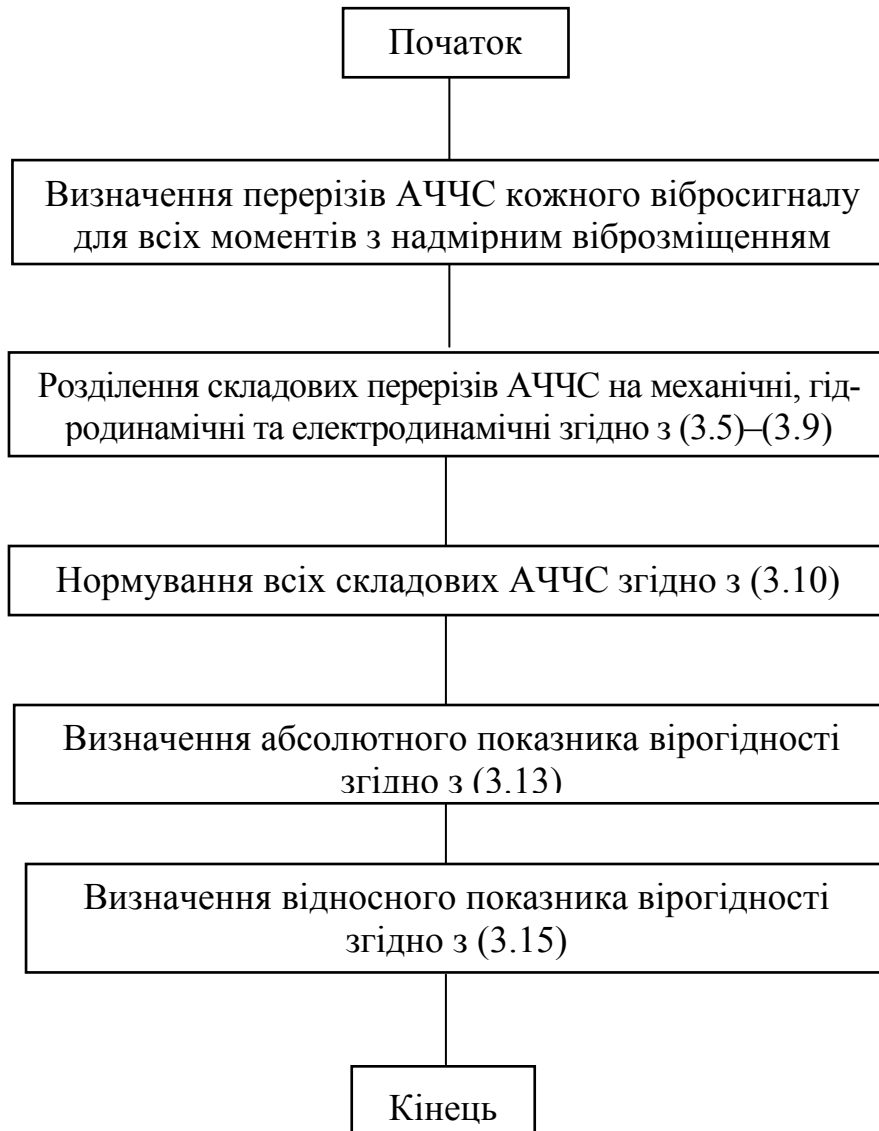 Початок
Визначення перерізів АЧЧС кожного вібросигналу
для всіх моментів з надмірним віброзміщенням
Розділення складових перерізів АЧЧС на механічні, гід-
родинамічні та електродинамічні згідно з (3.5)–(3.9)
Нормування всіх складових АЧЧС згідно з (3.10)
Визначення абсолютного показника вірогідності
згідно з (3.13)
Визначення відносного показника вірогідності
згідно з (3.15)
Кінець